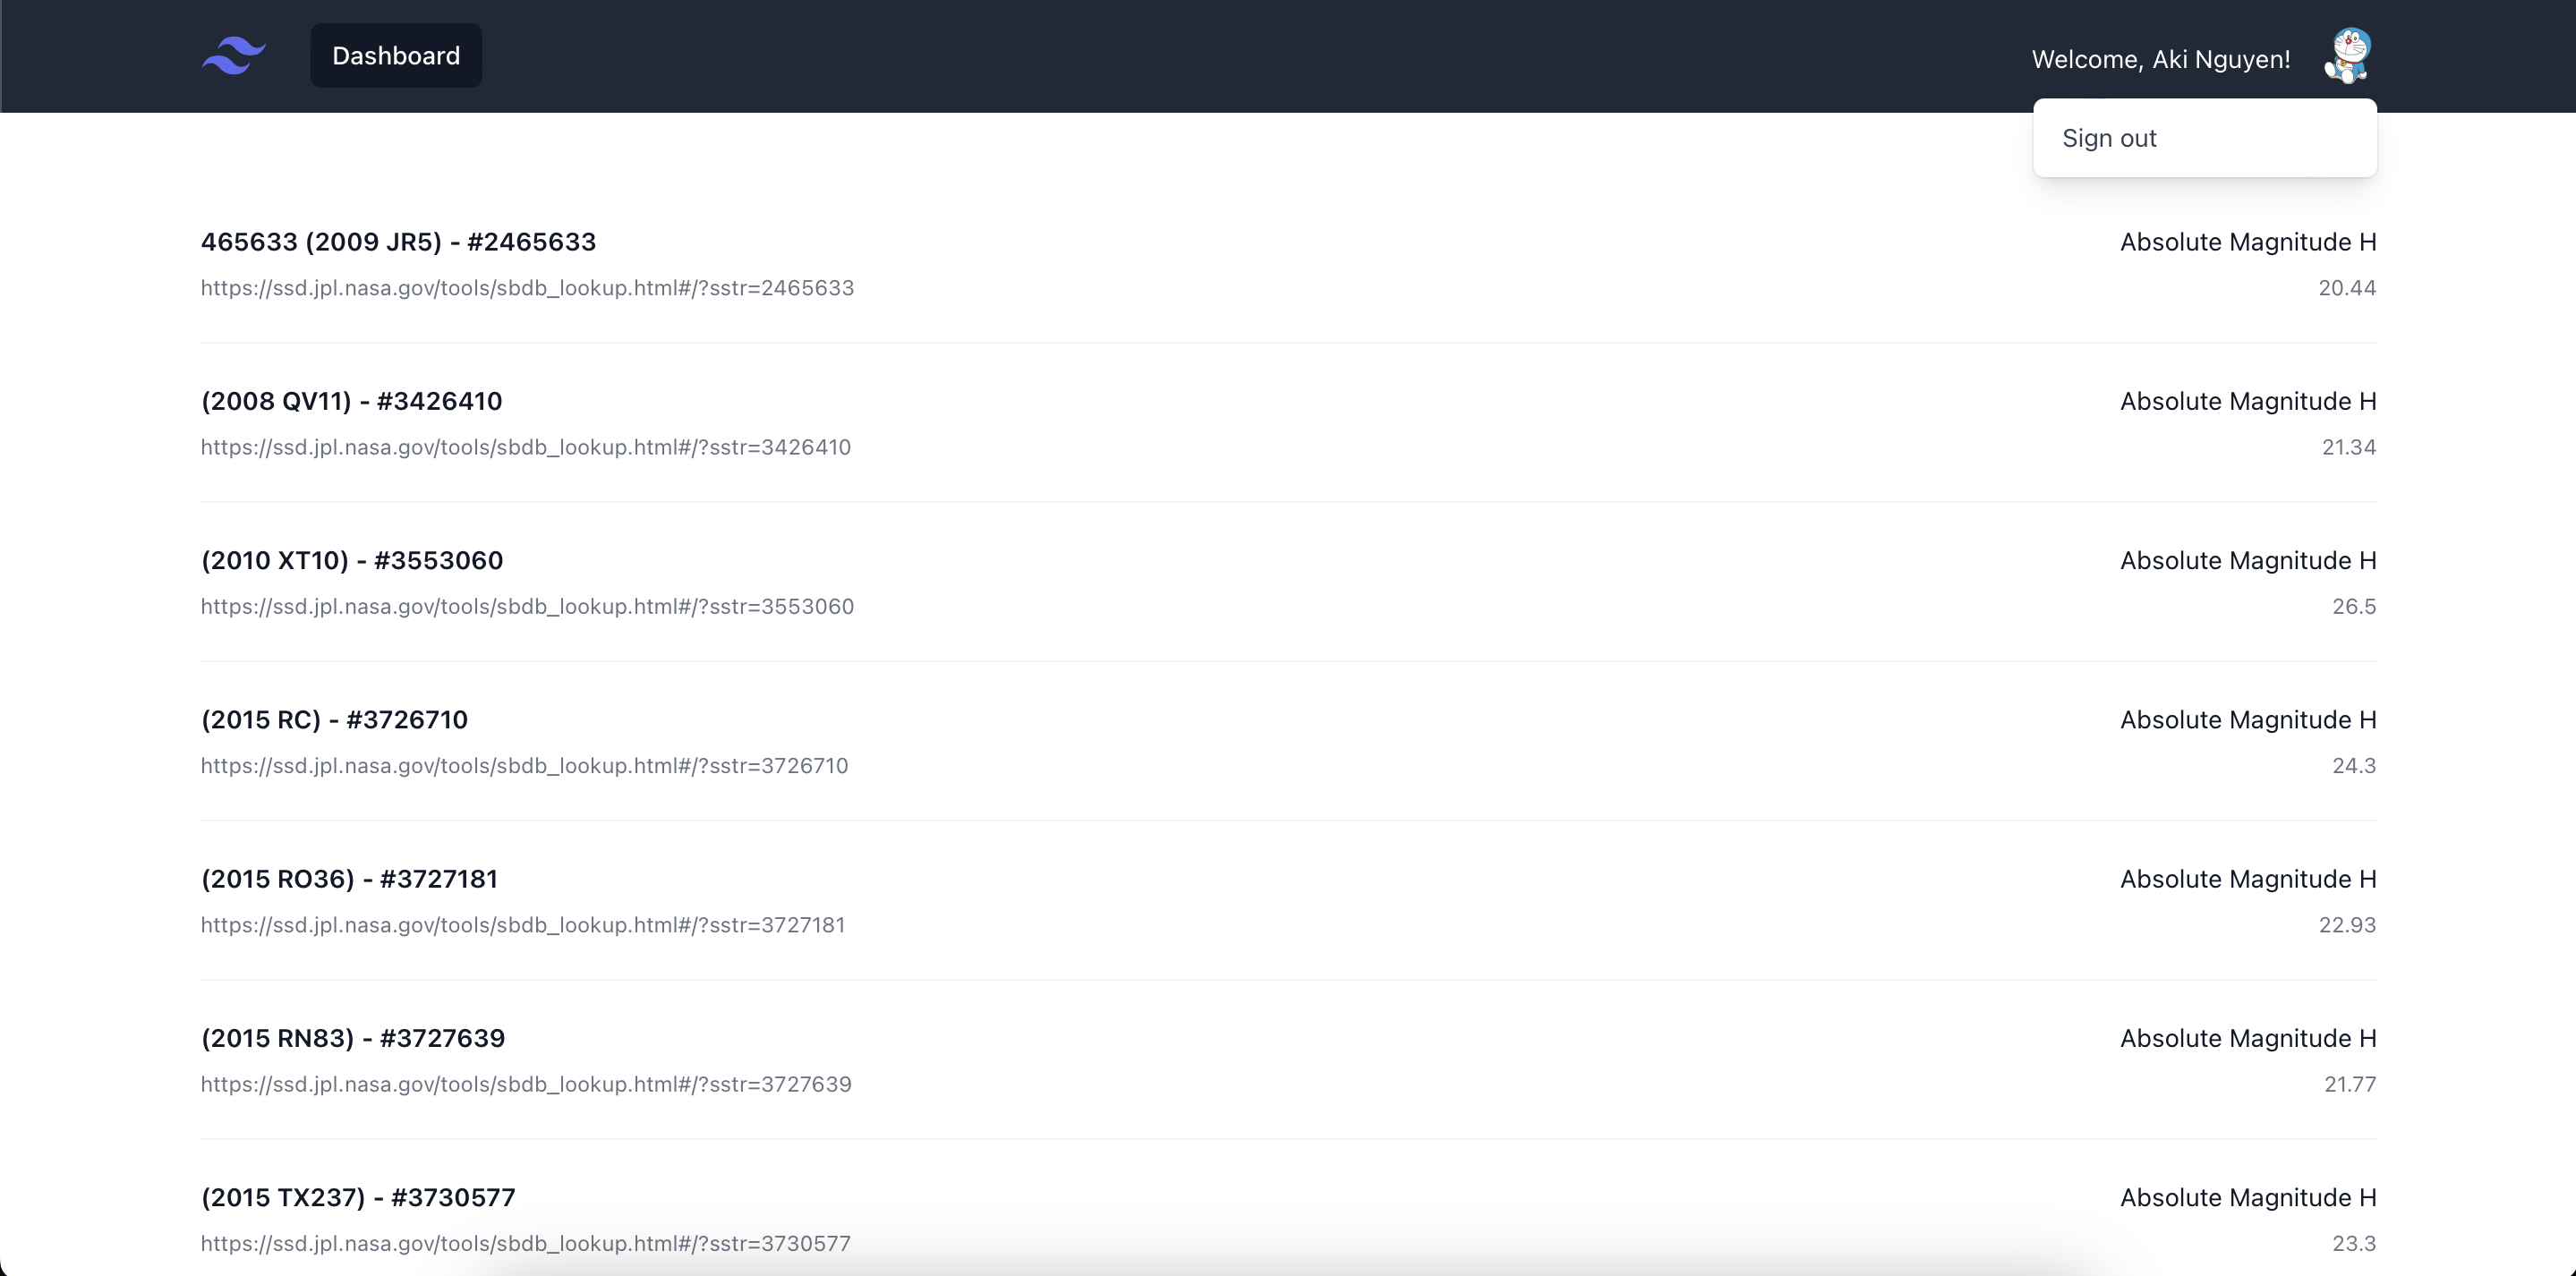 Dashboard
Welcome, Aki Nguyen!
Sign out
465633 (2009 JR5) - #2465633
Absolute Magnitude H
https://ssd.jpl.nasa.gov/tools/sbdb_lookup.html#/?sstr=2465633
20.44
(2008 QV11) - #3426410
Absolute Magnitude H
https://ssd.jpl.nasa.gov/tools/sbdb_lookup.html#/?sstr=3426410
21.34
(2010 XT10) - #3553060
Absolute Magnitude H
https://ssd.jpl.nasa.gov/tools/sbdb_lookup.html#/?sstr=3553060
26.5
(2015 RC) - #3726710
Absolute Magnitude H
https://ssd.jpl.nasa.gov/tools/sbdb_lookup.html#/?sstr=3726710
24.3
(2015 RO36) - #3727181
Absolute Magnitude H
https://ssd.jpl.nasa.gov/tools/sbdb_lookup.html#/?sstr=3727181
22.93
(2015 RN83) - #3727639
Absolute Magnitude H
https://ssd.jpl.nasa.gov/tools/sbdb_lookup.html#/?sstr=3727639
21.77
(2015 TX237) - #3730577
Absolute Magnitude H
https://ssd.jpl.nasa.gov/tools/sbdb_lookup.html#/?sstr=3730577
23.3